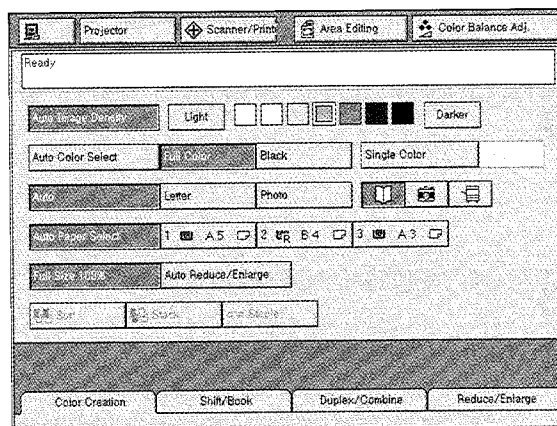 Projector Scanner/Print Area Editing Color Balance Adj.
Ready
Auto Image Density Light Darker
Auto Color Select Full Color Black Single Color
Auto Letter Photo
Auto Paper Select 1 A5 2 R B4 3 A3
Full Size 100% Auto Reduce/Enlarge
Sort Stack Staple
Color Creation Shift/Book Duplex/Combine Reduce/Enlarge